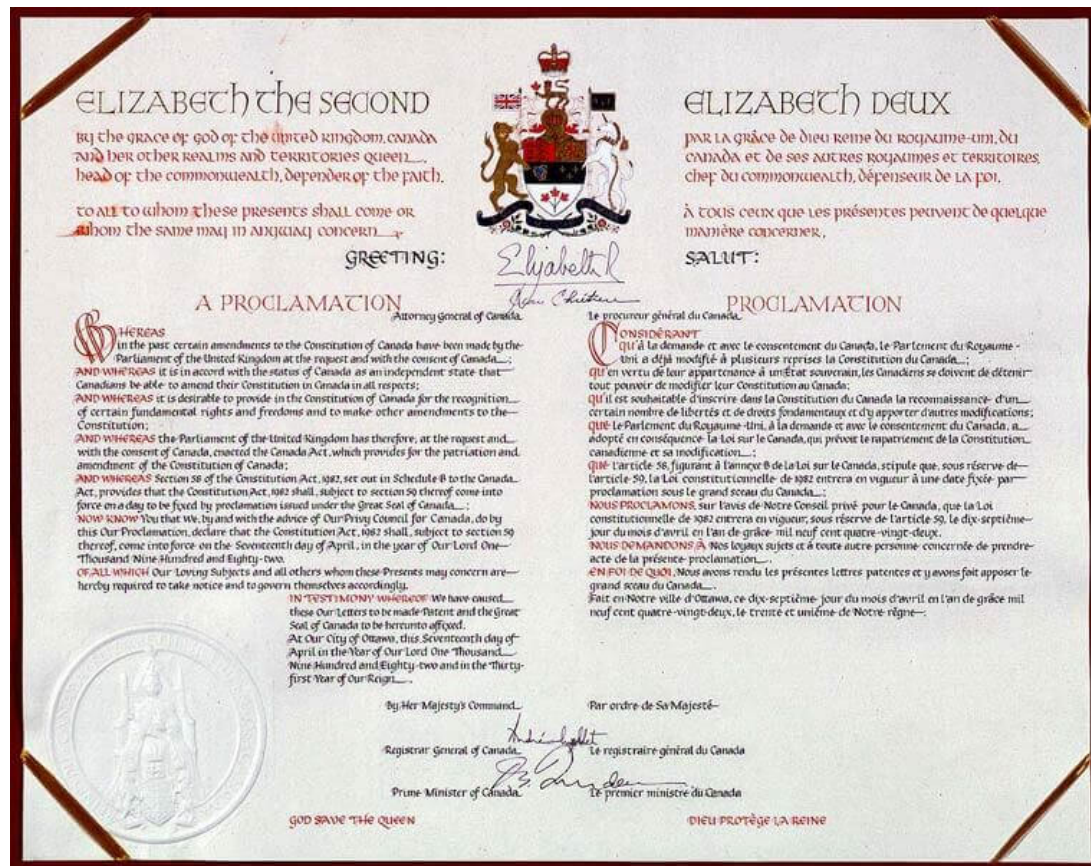 ELIZABETH THE SECOND
BY THE GRACE OF GOD OF THE UNITED KINGDOM, CANADA
AND HER OTHER REALMS AND TERRITORIES QUEEN,
HEAD OF THE COMMONWEALTH, DEFENDER OF THE FAITH.
TO ALL TO WHOM THESE PRESENTS SHALL COME OR
WHOM THE SAME MAY IN ANYWAY CONCERN,
GREETING:
ELIZABETH DEUX
PAR LA GRÂCE DE DIEU REINE DU ROYAUME-UNI, DU
CANADA ET DE SES AUTRES ROYAUMES ET TERRITOIRES,
CHEF DU COMMONWEALTH, DÉFENSEUR DE LA FOI,
À TOUS CEUX QUE LES PRÉSENTES PEUVENT DE QUELQUE
MANIÈRE CONCERNER,
SALUT:
Elizabeth R
Jean Chrétien
A PROCLAMATION
Attorney General of Canada
WHEREAS
in the past certain amendments to the Constitution of Canada have been made by the
Parliament of the United Kingdom at the request and with the consent of Canada;
AND WHEREAS it is in accord with the status of Canada as an independent state that
Canadians be able to amend their Constitution in Canada in all respects;
AND WHEREAS it is desirable to provide in the Constitution of Canada for the recognition
of certain fundamental rights and freedoms and to make other amendments to the
Constitution;
AND WHEREAS the Parliament of the United Kingdom has therefore, at the request and
with the consent of Canada, enacted the Canada Act, which provides for the patriation and
amendment of the Constitution of Canada;
AND WHEREAS Section 58 of the Constitution Act, 1982, set out in Schedule B to the Canada
Act, provides that the Constitution Act, 1982 shall, subject to section 59 thereof come into
force on a day to be fixed by proclamation issued under the Great Seal of Canada;
NOW KNOW You that We, by and with the advice of Our Privy Council for Canada, do by
this Our Proclamation, declare that the Constitution Act, 1982 shall, subject to section 59
thereof, come into force on the Seventeenth day of April, in the year of Our Lord One
Thousand Nine Hundred and Eighty-two.
OF ALL WHICH Our Loving Subjects and all others whom these Presents may concern are
hereby required to take notice and to govern themselves accordingly.
IN TESTIMONY WHEREOF We have caused
these Our Letters to be made Patent and the Great
Seal of Canada to be hereunto affixed.
At Our City of Ottawa, this Seventeenth day of
April in the Year of Our Lord One Thousand
Nine Hundred and Eighty-two and in the Thirty-
first Year of Our Reign.
PROCLAMATION
Le procureur général du Canada
CONSIDÉRANT
qu'à la demande et avec le consentement du Canada, le Parlement du Royaume-
Uni a déjà modifié à plusieurs reprises la Constitution du Canada;
qu'en vertu de leur appartenance à un État souverain, les Canadiens se doivent de détenir
tout pouvoir de modifier leur Constitution au Canada;
qu'il est souhaitable d'inscrire dans la Constitution du Canada la reconnaissance d'un
certain nombre de libertés et de droits fondamentaux et d'y apporter d'autres modifications;
que le Parlement du Royaume-Uni, à la demande et avec le consentement du Canada, a
adopté en conséquence la Loi sur le Canada, qui prévoit le rapatriement de la Constitution
canadienne et sa modification;
que l'article 58, figurant à l'annexe B de la Loi sur le Canada, stipule que, sous réserve de
l'article 59, la Loi constitutionnelle de 1982 entrera en vigueur à une date fixée par
proclamation sous le grand sceau du Canada;
NOUS PROCLAMONS, sur l'avis de Notre Conseil privé pour le Canada, que la Loi
constitutionnelle de 1982 entrera en vigueur, sous réserve de l'article 59, le dix-septième
jour du mois d'avril en l'an de grâce mil neuf cent quatre-vingt-deux.
NOUS DEMANDONS À Nos loyaux sujets et à toute autre personne concernée de prendre
acte de la présente proclamation.
EN FOI DE QUOI, Nous avons rendu les présentes lettres patentes et y avons fait apposer le
grand sceau du Canada.
Fait en Notre ville d'Ottawa, ce dix-septième jour du mois d'avril en l'an de grâce mil
neuf cent quatre-vingt-deux, le trente et unième de Notre règne.
By Her Majesty's Command
Par ordre de Sa Majesté
Registrar General of Canada
Le registraire général du Canada
Prime Minister of Canada
Le premier ministre du Canada
GOD SAVE THE QUEEN
DIEU PROTÈGE LA REINE